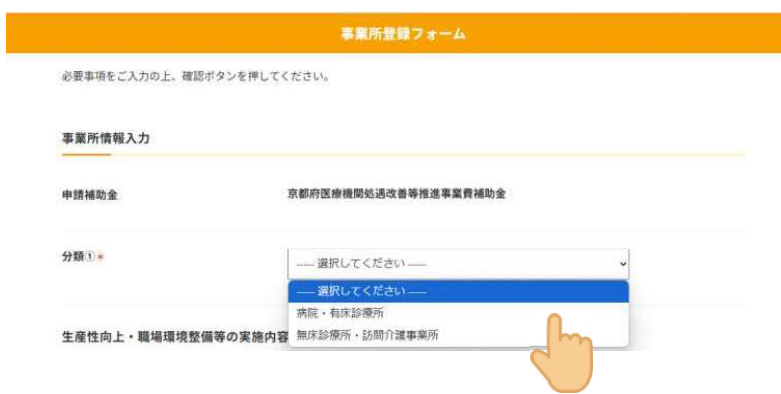 事業所登録フォーム
必要事項をご入力の上、確認ボタンを押してください。
事業所情報入力
申請補助金 京都府医療機関処遇改善等推進事業費補助金
分類①* ----- 選択してください -----
----- 選択してください -----
病院・有床診療所
無床診療所・訪問介護事業所
生産性向上・職場環境整備等の実施内容